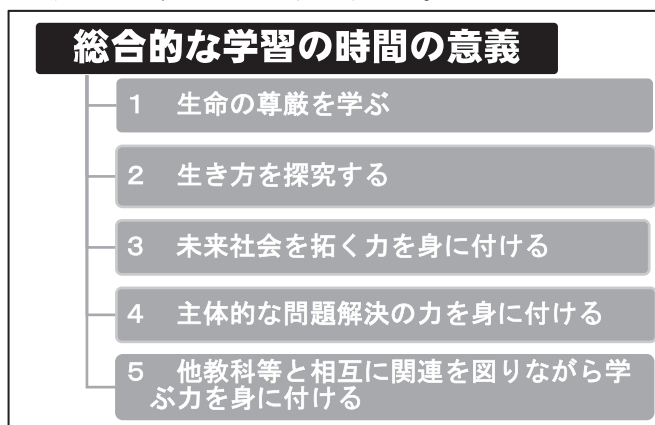 総合的な学習の時間の意義
1 生命の尊厳を学ぶ
2 生き方を探究する
3 未来社会を拓く力を身に付ける
4 主体的な問題解決の力を身に付ける
5 他教科等と相互に関連を図りながら学
ぶ力を身に付ける